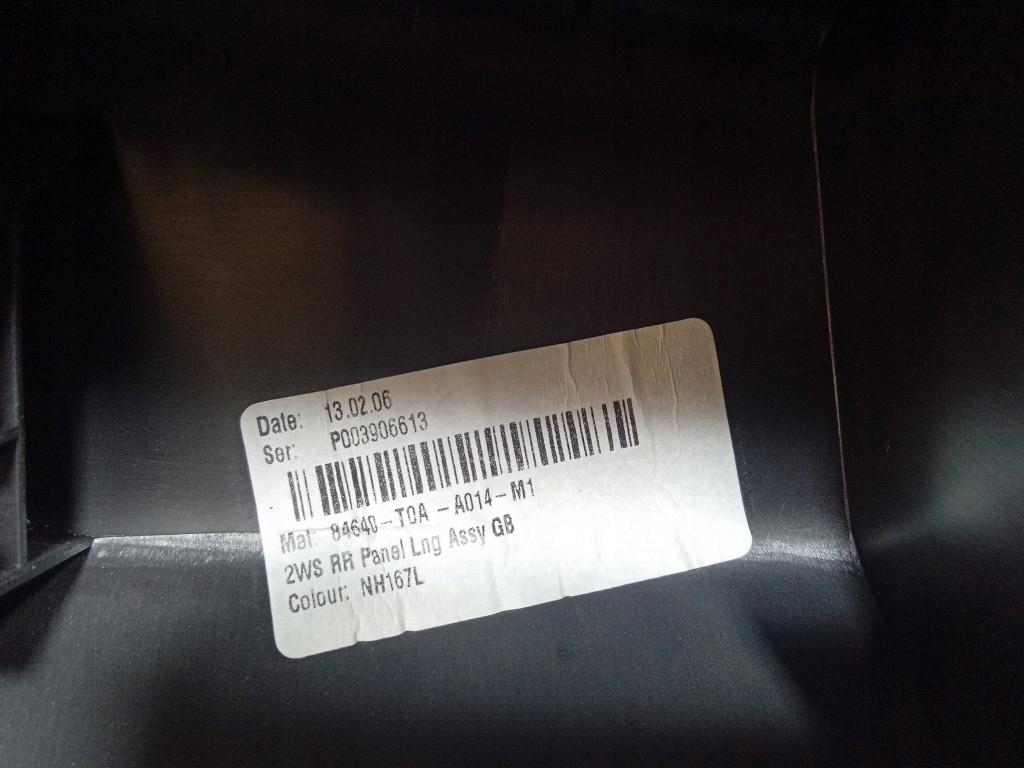 Date: 13.02.06
Ser: P003906613
Mat: 84640-T0A -A014-M1
2WS RR Panel Lng Assy GB
Colour: NH167L